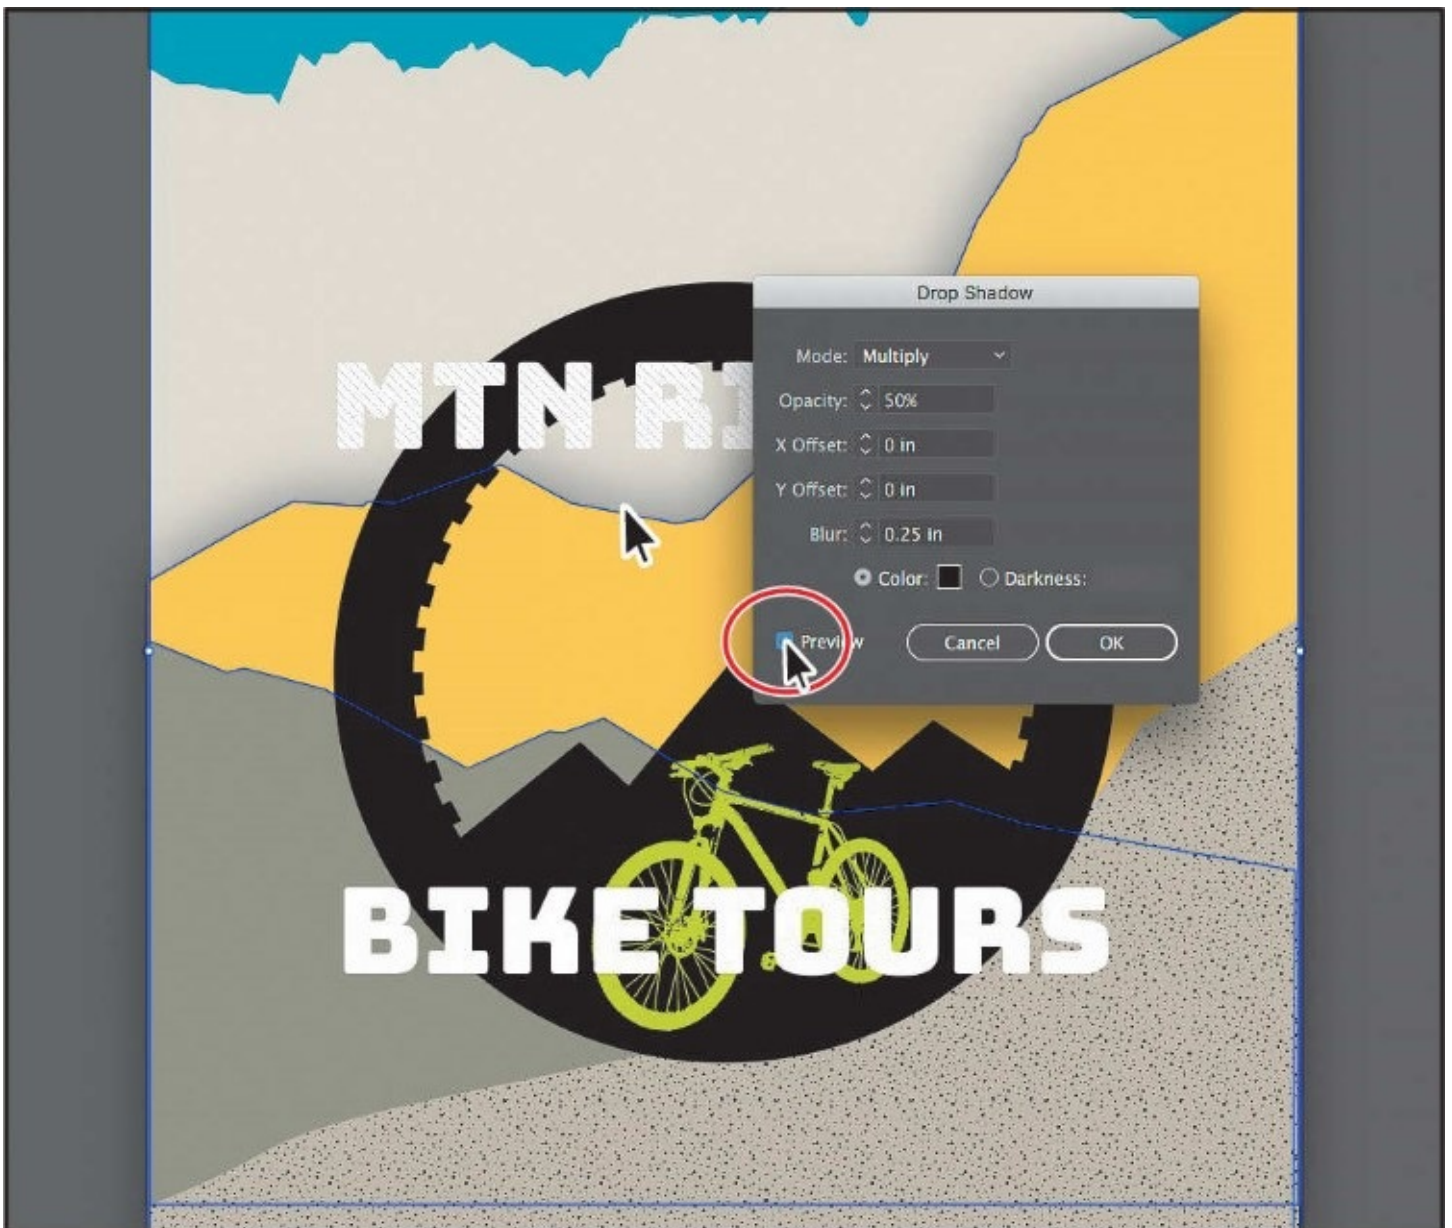 Drop Shadow
Mode: Multiply
Opacity: 50%
X Offset: 0 in
Y Offset: 0 in
Blur: 0.25 in
Color: Darkness:
Preview Cancel OK
MTN RI
BIKE TOURS